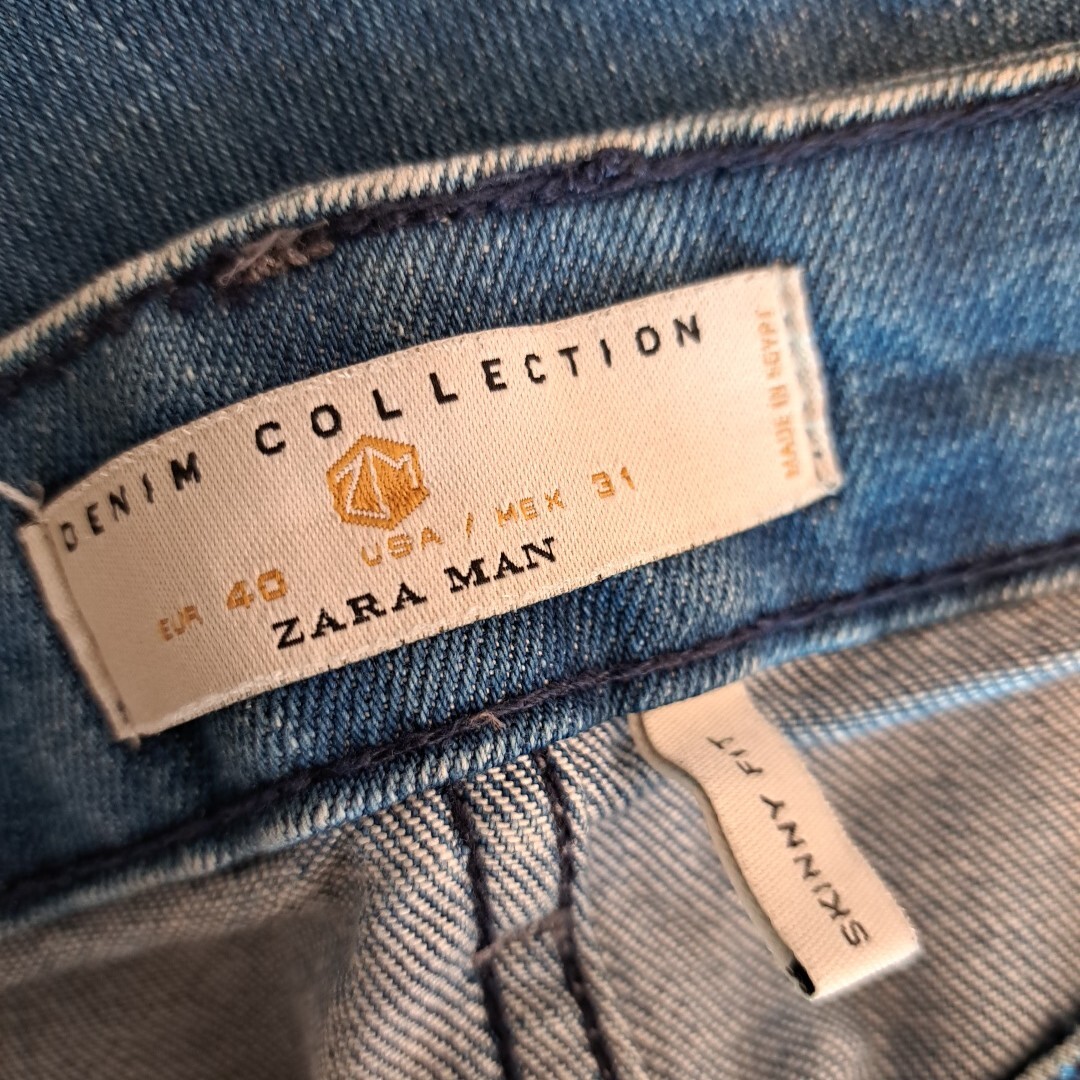 DENIM COLLECTION
ZM
EUR 40 USA / MEX 31
ZARA MAN
MADE IN EGYPT
SKINNY FIT